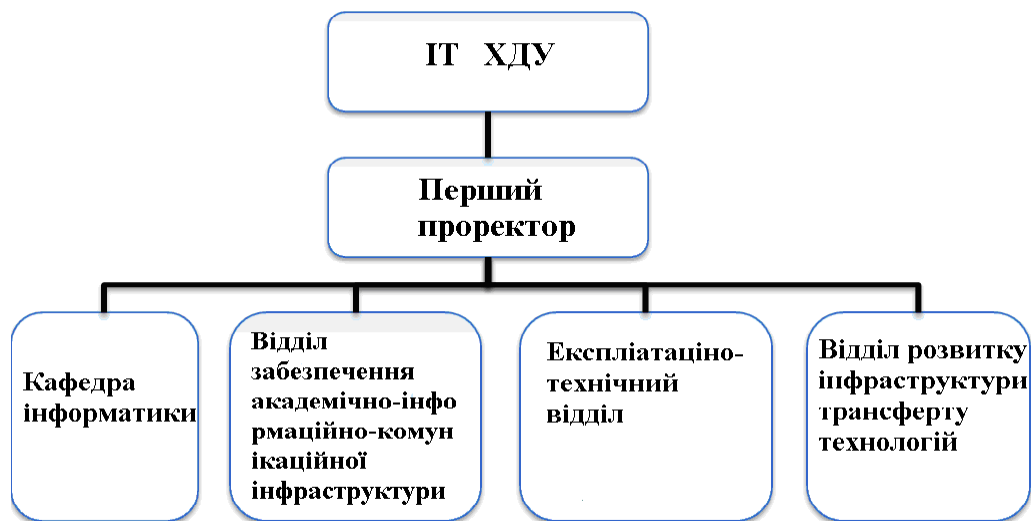 ІТ ХДУ
Перший
проректор
Кафедра
інформатики
Відділ
забезпечення
академічно-інфо
рмаційно-комун
ікаційної
інфраструктури
Експліатаціно-
технічний
відділ
Відділ розвитку
інфраструктури
трансферту
технологій